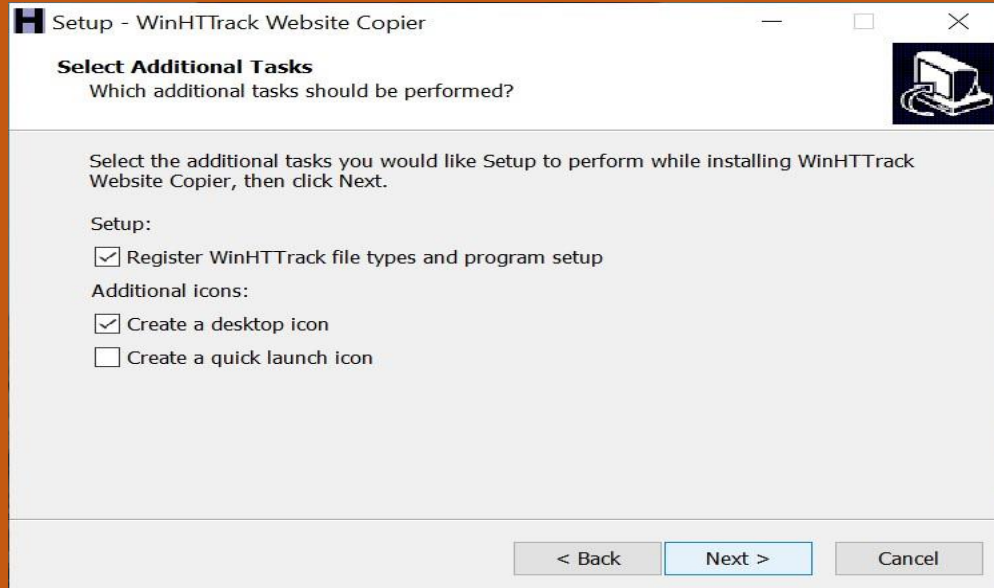 Setup - WinHTTrack Website Copier
Select Additional Tasks
Which additional tasks should be performed?
Select the additional tasks you would like Setup to perform while installing WinHTTrack
Website Copier, then click Next.
Setup:
Register WinHTTrack file types and program setup
Additional icons:
Create a desktop icon
Create a quick launch icon
< Back Next > Cancel